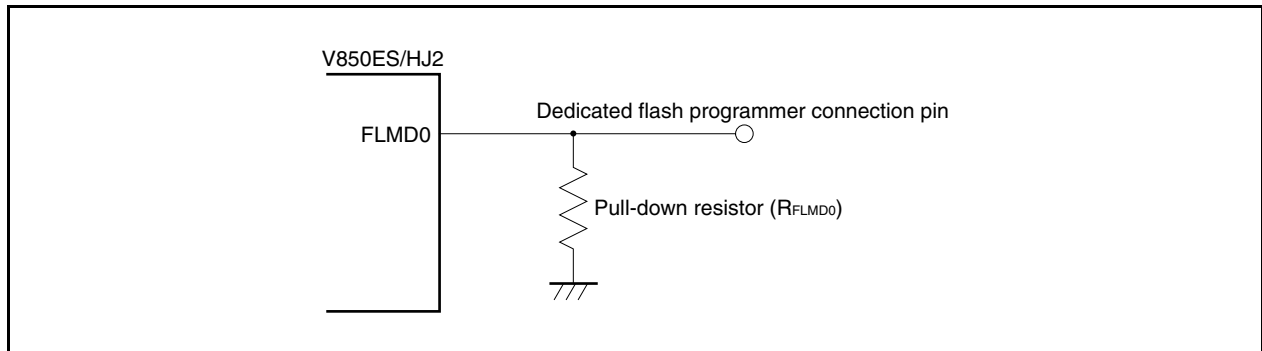 V850ES/HJ2
Dedicated flash programmer connection pin
FLMD0
Pull-down resistor (RFLMD0)